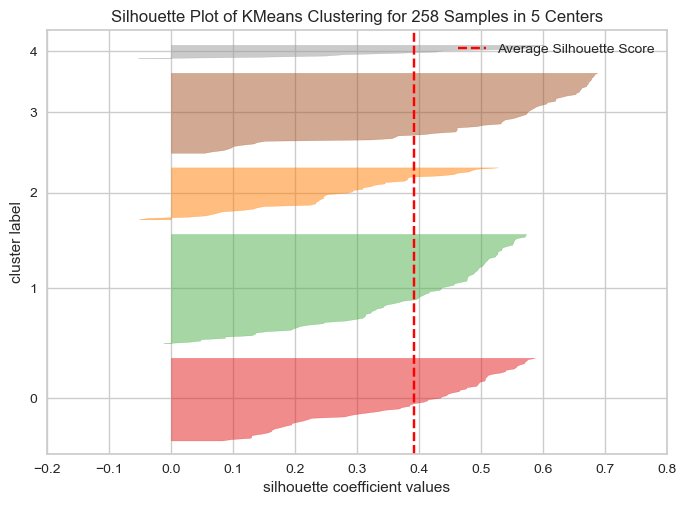 Silhouette Plot of KMeans Clustering for 258 Samples in 5 Centers
Average Silhouette Score
4
3
2
1
0
cluster label
−0.2 −0.1 0.0 0.1 0.2 0.3 0.4 0.5 0.6 0.7 0.8
silhouette coefficient values